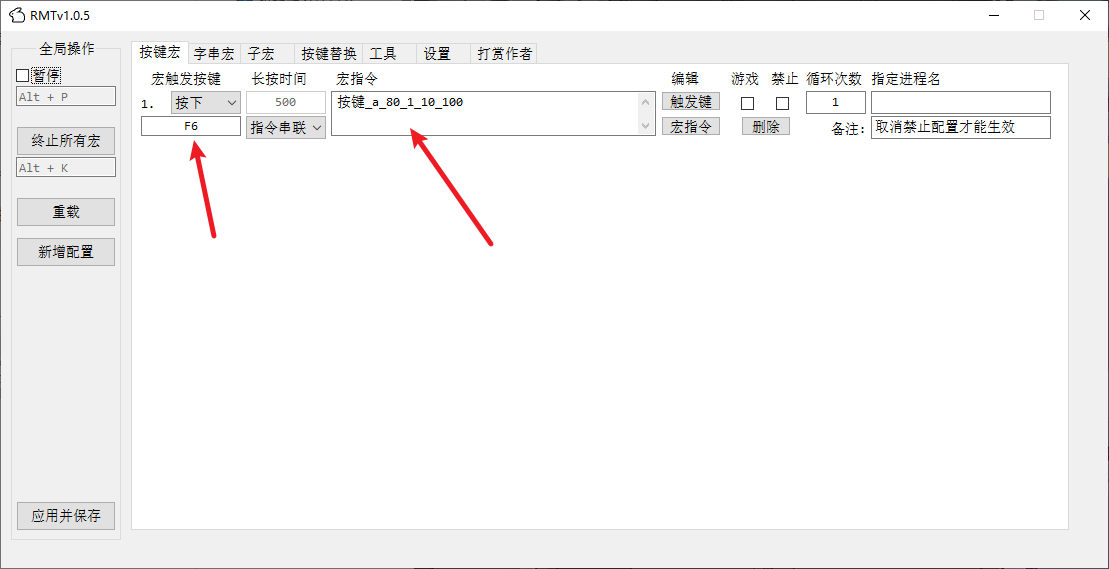 RMTv1.0.5
全局操作
暂停
Alt + P
终止所有宏
Alt + K
重载
新增配置
应用并保存
按键宏 字串宏 子宏 按键替换 工具 设置 打赏作者
宏触发按键 长按时间 宏指令 编辑 游戏 禁止 循环次数 指定进程名
1. 按下 500 按键_a_80_1_10_100 触发键 1
F6 指令串联 宏指令 删除 备注: 取消禁止配置才能生效